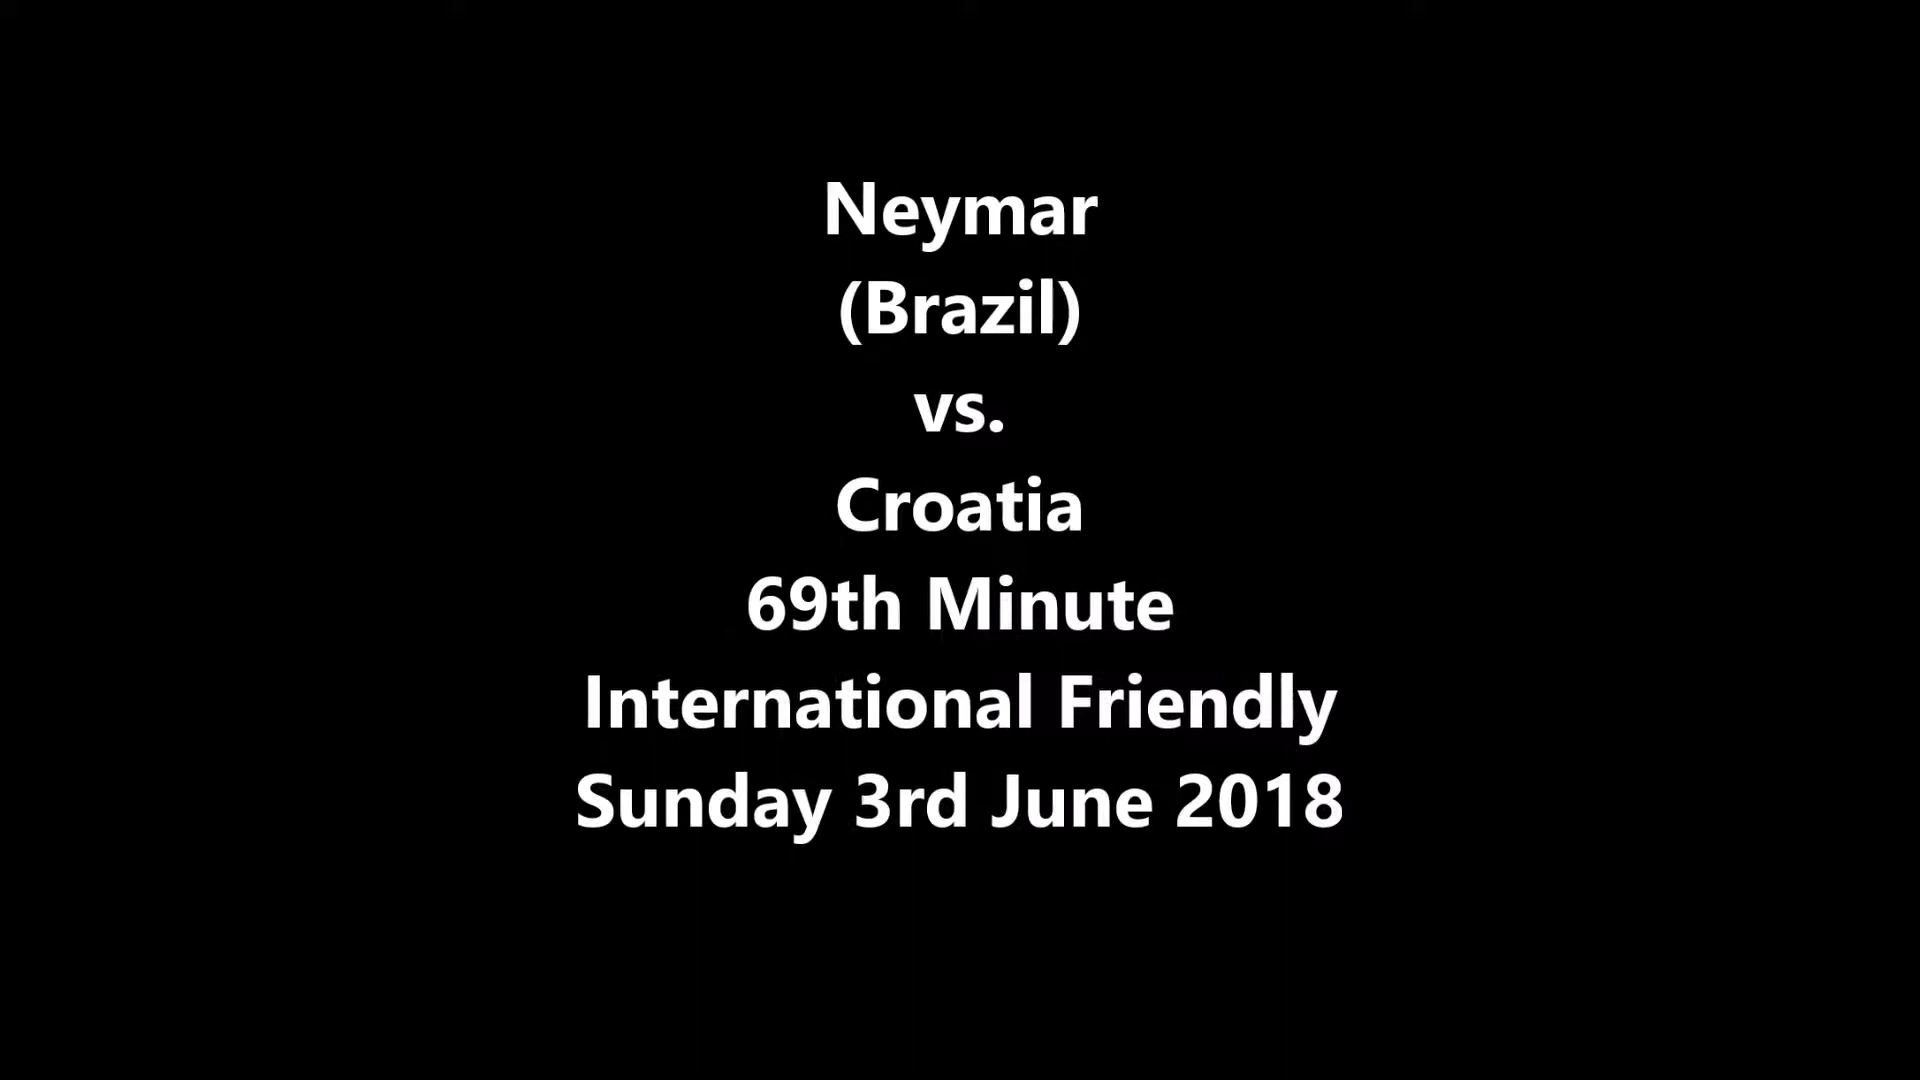 Neymar
(Brazil)
vs.
Croatia
69th Minute
International Friendly
Sunday 3rd June 2018